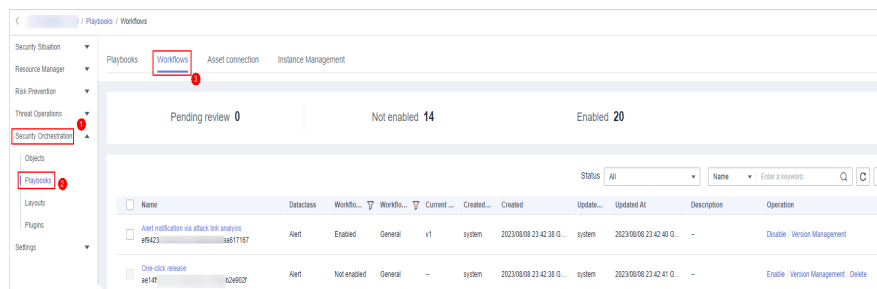 / Playbooks / Workflows
Security Situation
Resource Manager
Risk Prevention
Threat Operations
1
Security Orchestration
Objects
Playbooks 2
Layouts
Plugins
Settings
Playbooks Workflows Asset connection Instance Management
3
Pending review 0 Not enabled 14 Enabled 20
Status All Name Enter a keyword.
Name Dataclass Workflo... Workflo... Current ... Created... Created Update... Updated At Description Operation
Alert notification via attack link analysis
ef9423 aa617167
Alert Enabled General v1 system 2023/08/08 23:42:38 G... system 2023/08/08 23:42:40 G... -- Disable Version Management
One-click release
ae14f b2e902f
Alert Not enabled General -- system 2023/08/08 23:42:38 G... system 2023/08/08 23:42:41 G... -- Enable Version Management Delete